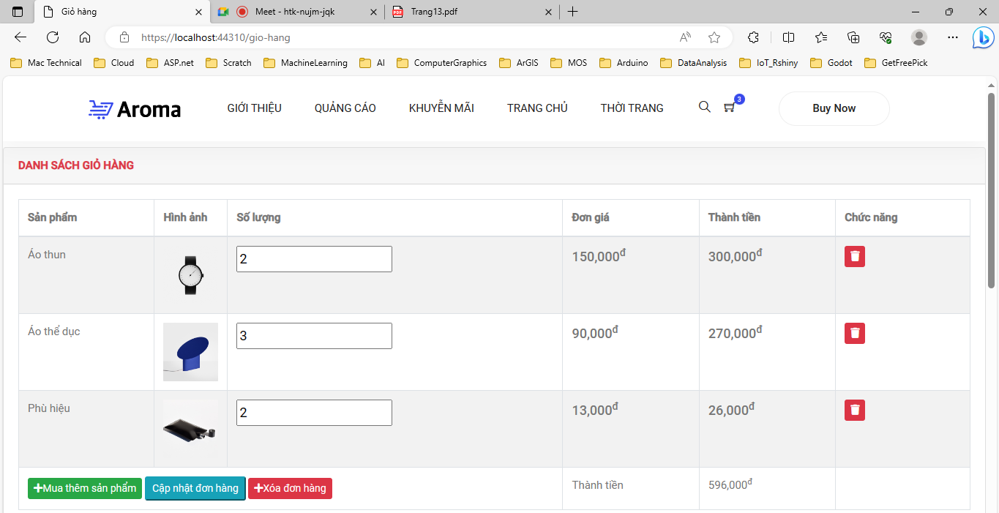 Giỏ hàng
Meet - htk-nujm-jqk
PDF Trang13.pdf
https://localhost:44310/gio-hang
Mac Technical Cloud ASP.net Scratch MachineLearning AI ComputerGraphics ArGIS MOS Arduino DataAnalysis IoT_Rshiny Godot GetFreePick
Aroma GIỚI THIỆU QUẢNG CÁO KHUYẾN MÃI TRANG CHỦ THỜI TRANG 3 Buy Now
DANH SÁCH GIỎ HÀNG
Sản phẩm Hình ảnh Số lượng Đơn giá Thành tiền Chức năng
Áo thun 2 150,000đ 300,000đ
Áo thể dục 3 90,000đ 270,000đ
Phù hiệu 2 13,000đ 26,000đ
Mua thêm sản phẩm Cập nhật đơn hàng Xóa đơn hàng Thành tiền 596,000đ